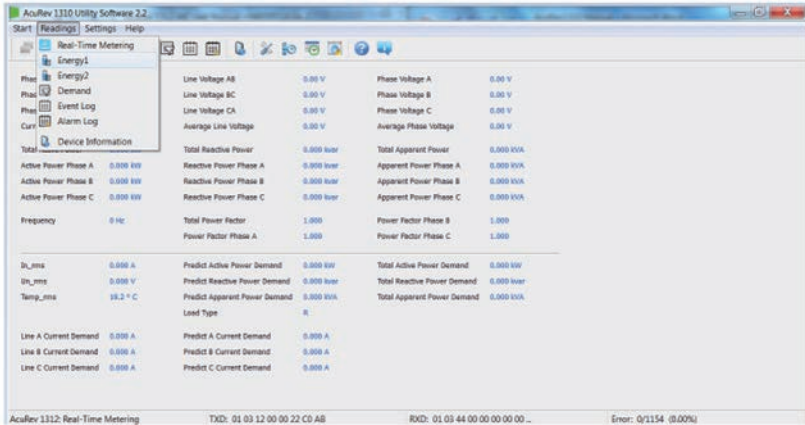 AcuRev 1310 Utility Software 2.2
Start Readings Settings Help
Real-Time Metering
Energy1
Energy2
Demand
Event Log
Alarm Log
Device Information
Line Voltage AB 0.00 V Phase Voltage A 0.00 V
Line Voltage BC 0.00 V Phase Voltage B 0.00 V
Line Voltage CA 0.00 V Phase Voltage C 0.00 V
Average Line Voltage 0.00 V Average Phase Voltage 0.00 V
Total Reactive Power 0.000 kvar Total Apparent Power 0.000 kVA
Active Power Phase A 0.000 kW Reactive Power Phase A 0.000 kvar Apparent Power Phase A 0.000 kVA
Active Power Phase B 0.000 kW Reactive Power Phase B 0.000 kvar Apparent Power Phase B 0.000 kVA
Active Power Phase C 0.000 kW Reactive Power Phase C 0.000 kvar Apparent Power Phase C 0.000 kVA
Frequency 0 Hz Total Power Factor 1.000 Power Factor Phase B 1.000
Power Factor Phase A 1.000 Power Factor Phase C 1.000
In_rms 0.000 A Predict Active Power Demand 0.000 kW Total Active Power Demand 0.000 kW
Un_rms 0.000 V Predict Reactive Power Demand 0.000 kvar Total Reactive Power Demand 0.000 kvar
Temp_rms 19.2 ° C Predict Apparent Power Demand 0.000 kVA Total Apparent Power Demand 0.000 kVA
Load Type R
Line A Current Demand 0.000 A Predict A Current Demand 0.000 A
Line B Current Demand 0.000 A Predict B Current Demand 0.000 A
Line C Current Demand 0.000 A Predict C Current Demand 0.000 A
AcuRev 1312: Real-Time Metering TXD: 01 03 12 00 00 22 C0 AB RXD: 01 03 44 00 00 00 00 00 ... Error: 0/1154 (0.00%)